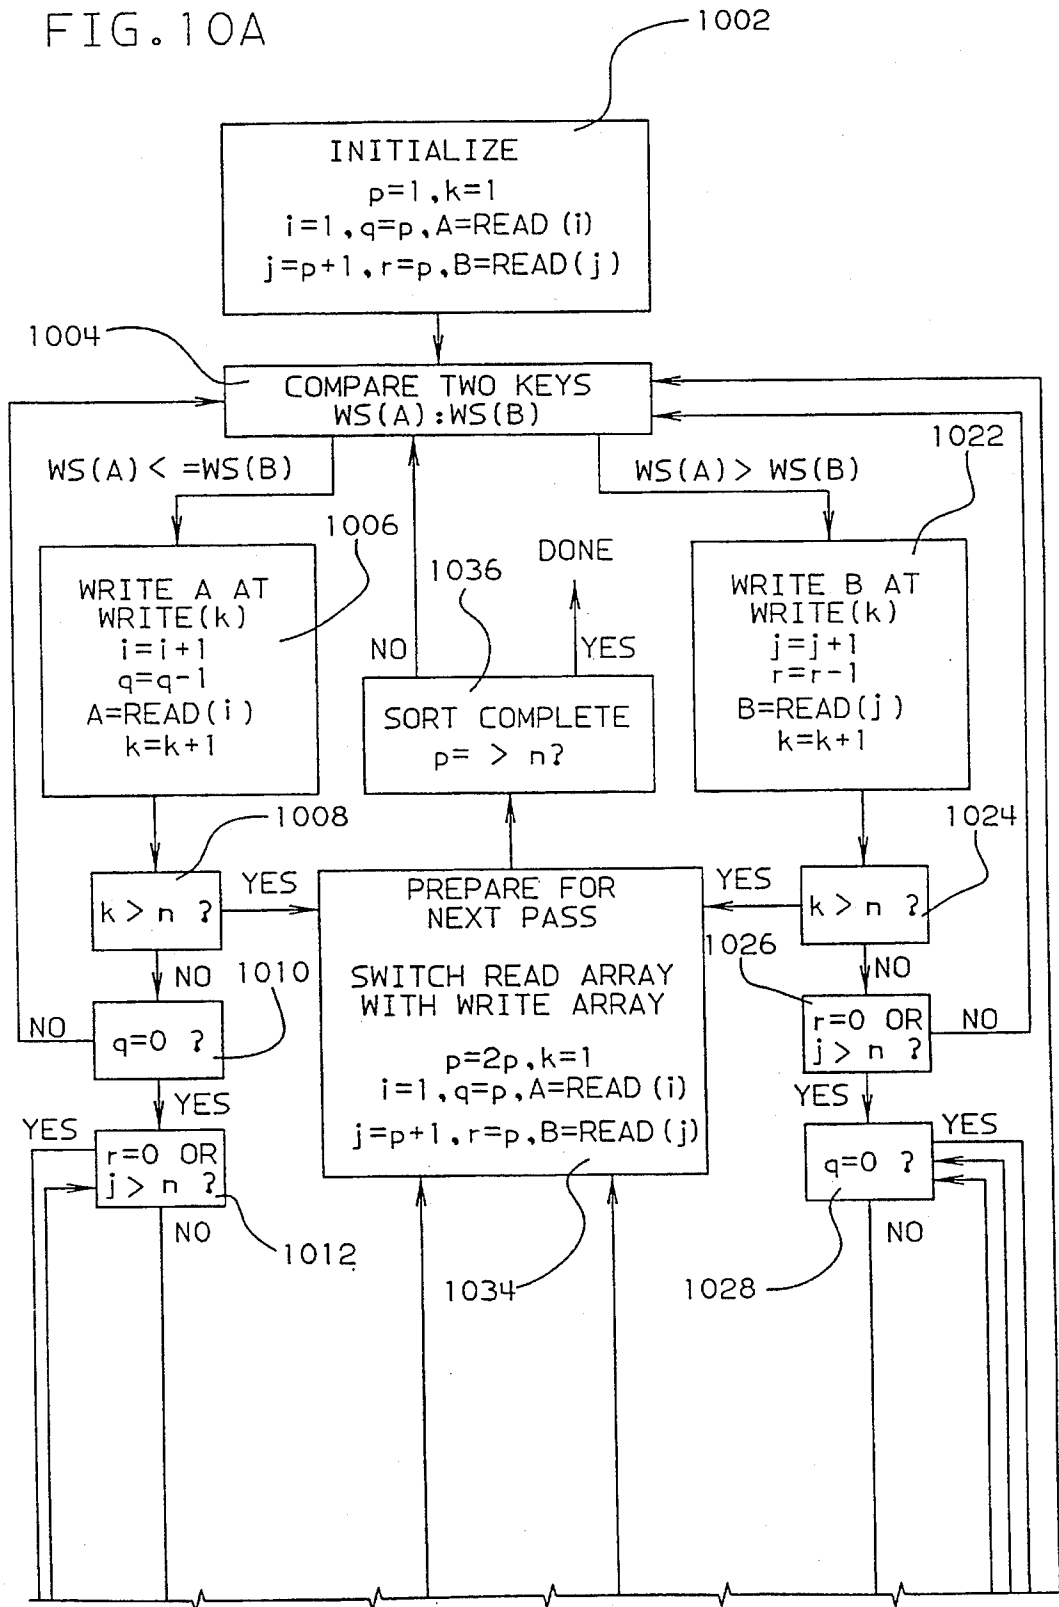 FIG.10A
1002
INITIALIZE
p=1,k=1
i=1,q=p,A=READ(i)
j=p+1,r=p,B=READ(j)
1004
COMPARE TWO KEYS
WS(A):WS(B)
WS(A)< =WS(B)
WS(A)> WS(B)
1022
1006
WRITE A AT
WRITE(k)
i=i+1
q=q-1
A=READ(i)
k=k+1
1036
DONE
NO
YES
SORT COMPLETE
p= > n?
WRITE B AT
WRITE(k)
j=j+1
r=r-1
B=READ(j)
k=k+1
1008
1024
k > n ?
YES
PREPARE FOR
NEXT PASS
SWITCH READ ARRAY
WITH WRITE ARRAY
p=2p,k=1
i=1,q=p,A=READ(i)
j=p+1,r=p,B=READ(j)
YES
k > n ?
NO
1010
1026
NO
NO
q=0 ?
r=0 OR
j > n ?
NO
YES
YES
YES
r=0 OR
j > n ?
YES
q=0 ?
NO
1012
NO
1034
1028